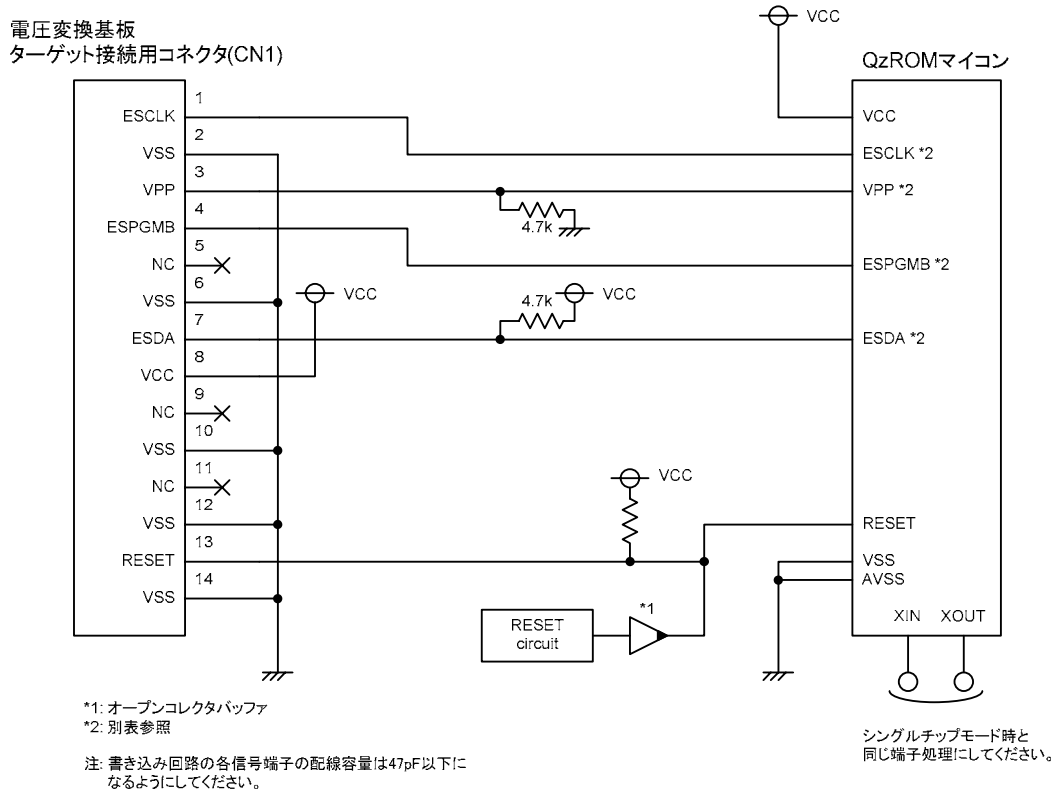 電圧変換基板
ターゲット接続用コネクタ(CN1)
VCC
QzROMマイコン
ESCLK
1
VSS
2
VPP
3
ESPGMB
4
NC
5
VSS
6
ESDA
7
VCC
8
NC
9
VSS
10
NC
11
VSS
12
RESET
13
VSS
14
4.7k
VCC
4.7k
VCC
VCC
RESET
circuit
*1
VCC
ESCLK *2
VPP *2
ESPGMB *2
ESDA *2
RESET
VSS
AVSS
XIN XOUT
*1: オープンコレクタバッファ
*2: 別表参照
注: 書き込み回路の各信号端子の配線容量は47pF以下に
なるようにしてください。
シングルチップモード時と
同じ端子処理にしてください。